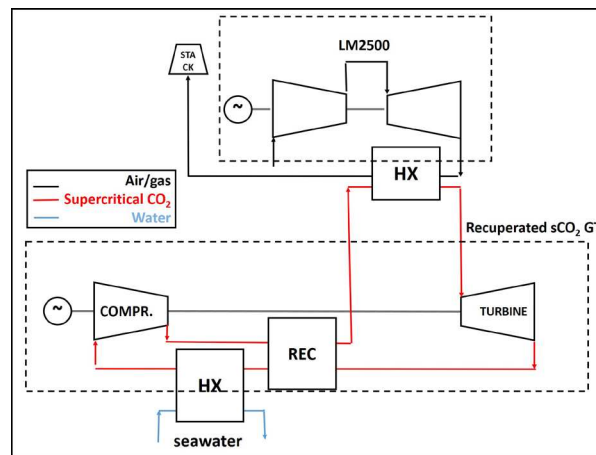 LM2500
STA
CK
~
HX
Air/gas
Supercritical CO₂
Water
Recuperated sCO₂ GT
~
COMPR.
TURBINE
REC
HX
seawater